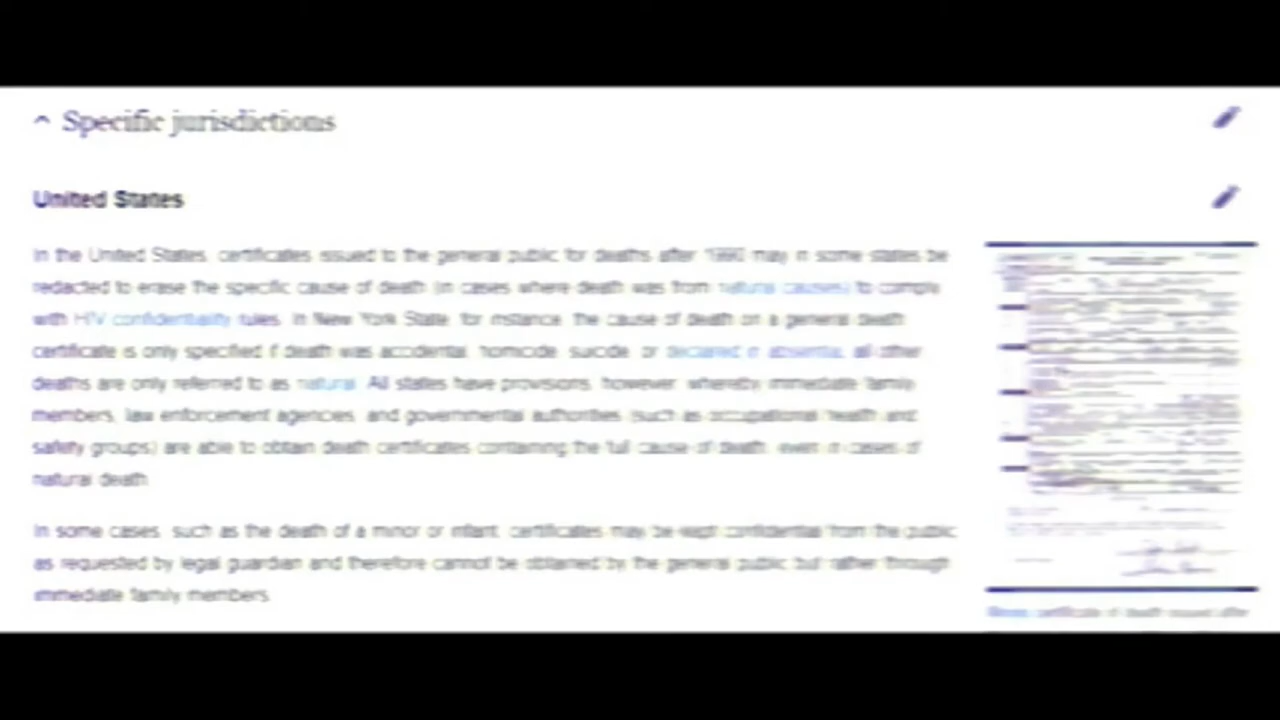 Specific jurisdictions
United States
In the United States, certificates issued to the general public for deaths after 1990 may in some states be
redacted to erase the specific cause of death (in cases where death was from natural causes) to comply
with HIV confidentiality rules. In New York State, for instance, the cause of death on a general death
certificate is only specified if death was accidental, homicide, suicide, or declared in absentia; all other
deaths are only referred to as natural. All states have provisions, however, whereby immediate family
members, law enforcement agencies, and governmental authorities (such as occupational health and
safety groups) are able to obtain death certificates containing the full cause of death, even in cases of
natural death.
In some cases, such as the death of a minor or infant, certificates may be kept confidential from the public
as requested by legal guardian and therefore cannot be obtained by the general public but rather through
immediate family members.
certificate of death issued after